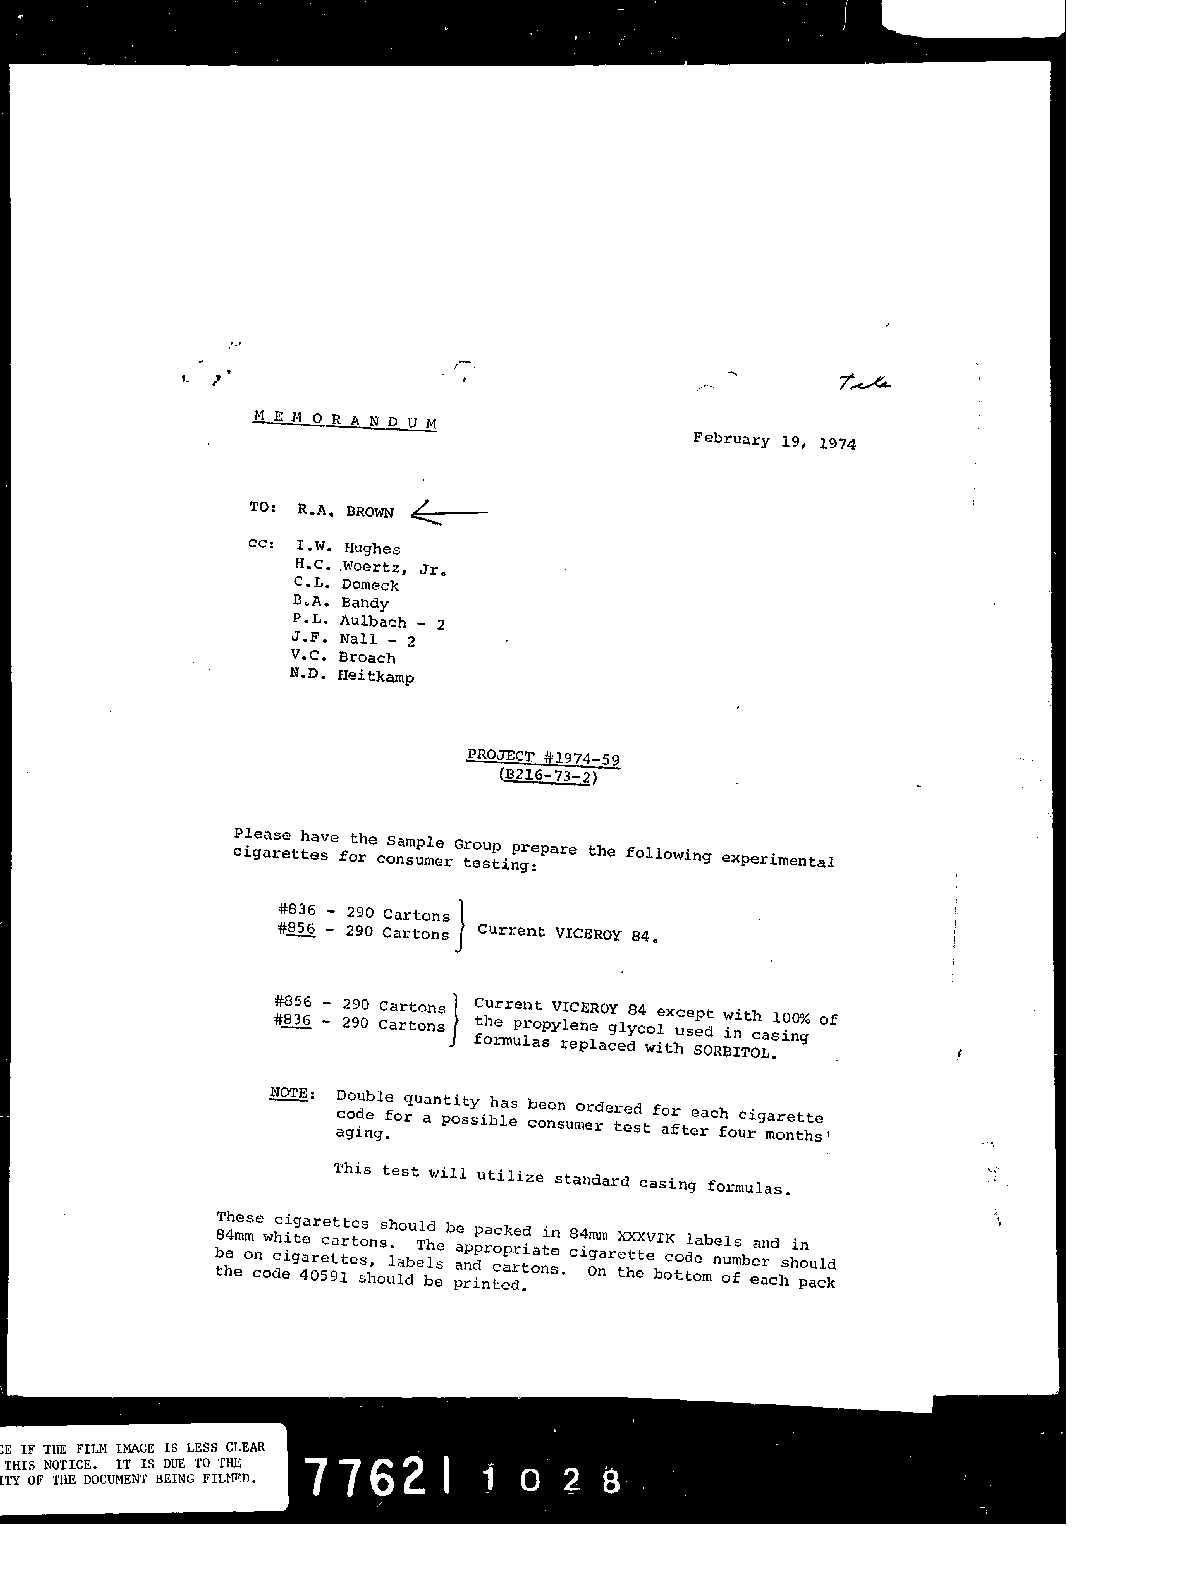 M E M O R A N D U M
February 19, 1974
TO: R.A. BROWN
cc: I.W. Hughes
H.C. Woertz, Jr.
C.L. Domeck
B.A. Bandy
P.L. Aulbach - 2
J.F. Nall - 2
V.C. Broach
N.D. Heitkamp
PROJECT #1974-59
(B216-73-2)
Please have the Sample Group prepare the following experimental
cigarettes for consumer testing:
#836 - 290 Cartons
#856 - 290 Cartons
Current VICEROY 84.
#856 - 290 Cartons
#836 - 290 Cartons
Current VICEROY 84 except with 100% of
the propylene glycol used in casing
formulas replaced with SORBITOL.
NOTE: Double quantity has been ordered for each cigarette
code for a possible consumer test after four months'
aging.
This test will utilize standard casing formulas.
These cigarettes should be packed in 84mm XXXVIK labels and in
84mm white cartons. The appropriate cigarette code number should
be on cigarettes, labels and cartons. On the bottom of each pack
the code 40591 should be printed.
CE IF THE FILM IMAGE IS LESS CLEAR
THIS NOTICE. IT IS DUE TO THE
ITY OF THE DOCUMENT BEING FILMED.
77621 1028